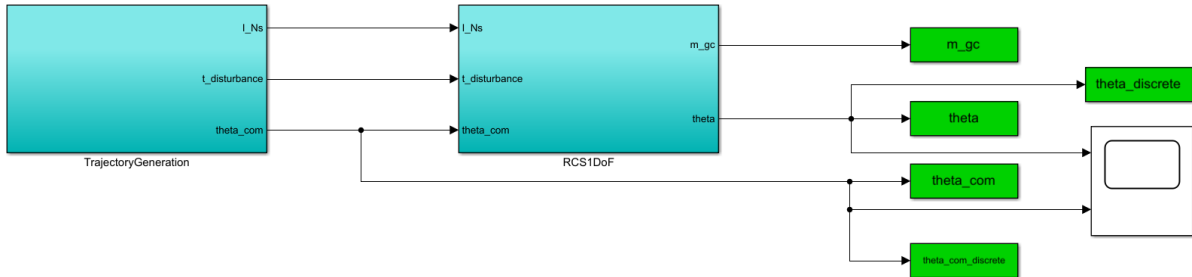 I_Ns
t_disturbance
theta_com
TrajectoryGeneration
I_Ns
t_disturbance
theta_com
m_gc
theta
RCS1DoF
m_gc
theta_discrete
theta
theta_com
theta_com_discrete